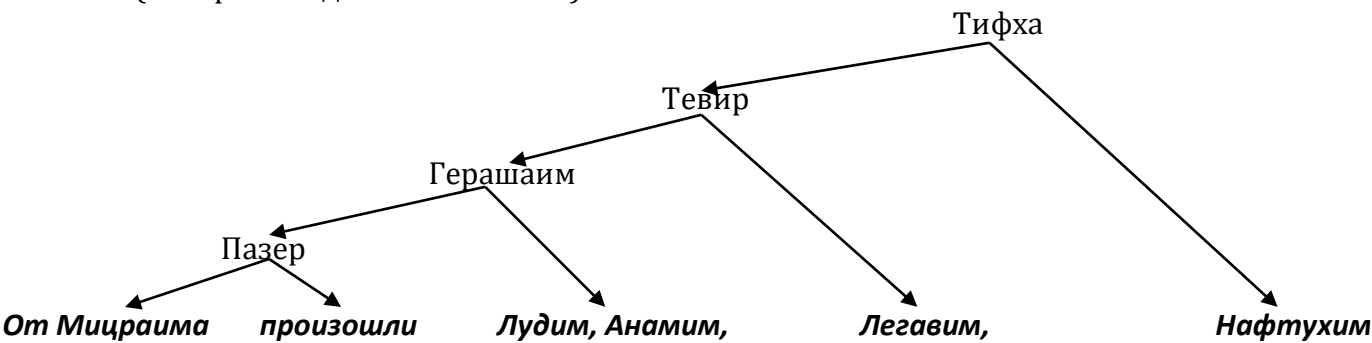 Тифха
Тевир
Герашаим
Пазер
От Мицраима произошли Лудим, Анамим, Легавим, Нафтухим